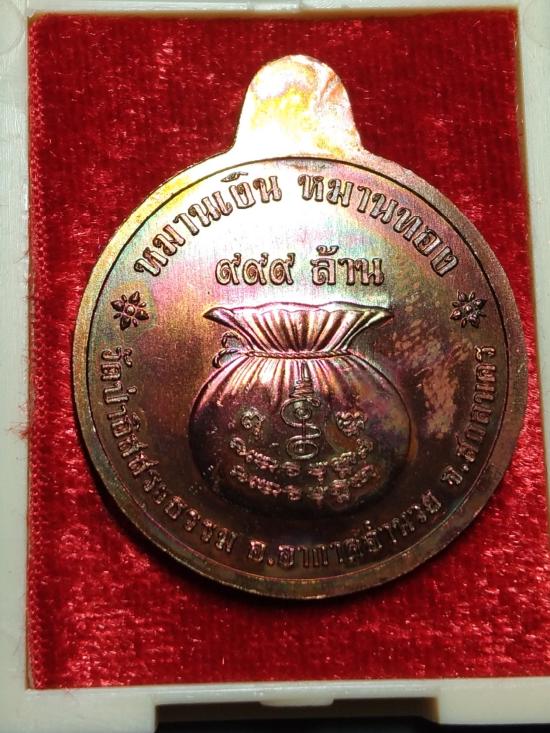 หมานเงิน หมานทอง
๙๙๙ ล้าน
วัดป่าอิสสระธรรม อ.อากาศอำนวย จ.สกลนคร